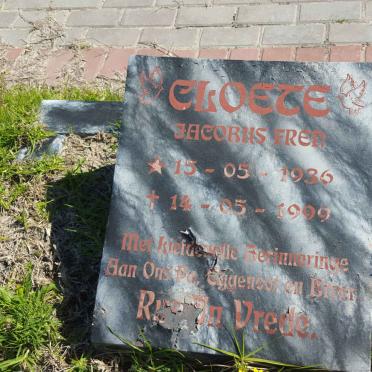 CLOETE
JACOBUS FRED
★ 15 - 05 - 1936
✝ 14 - 05 - 1999
Met Herinneringe
Aan Ons Pa, Eggenoot en Broer
Rus In Vrede.